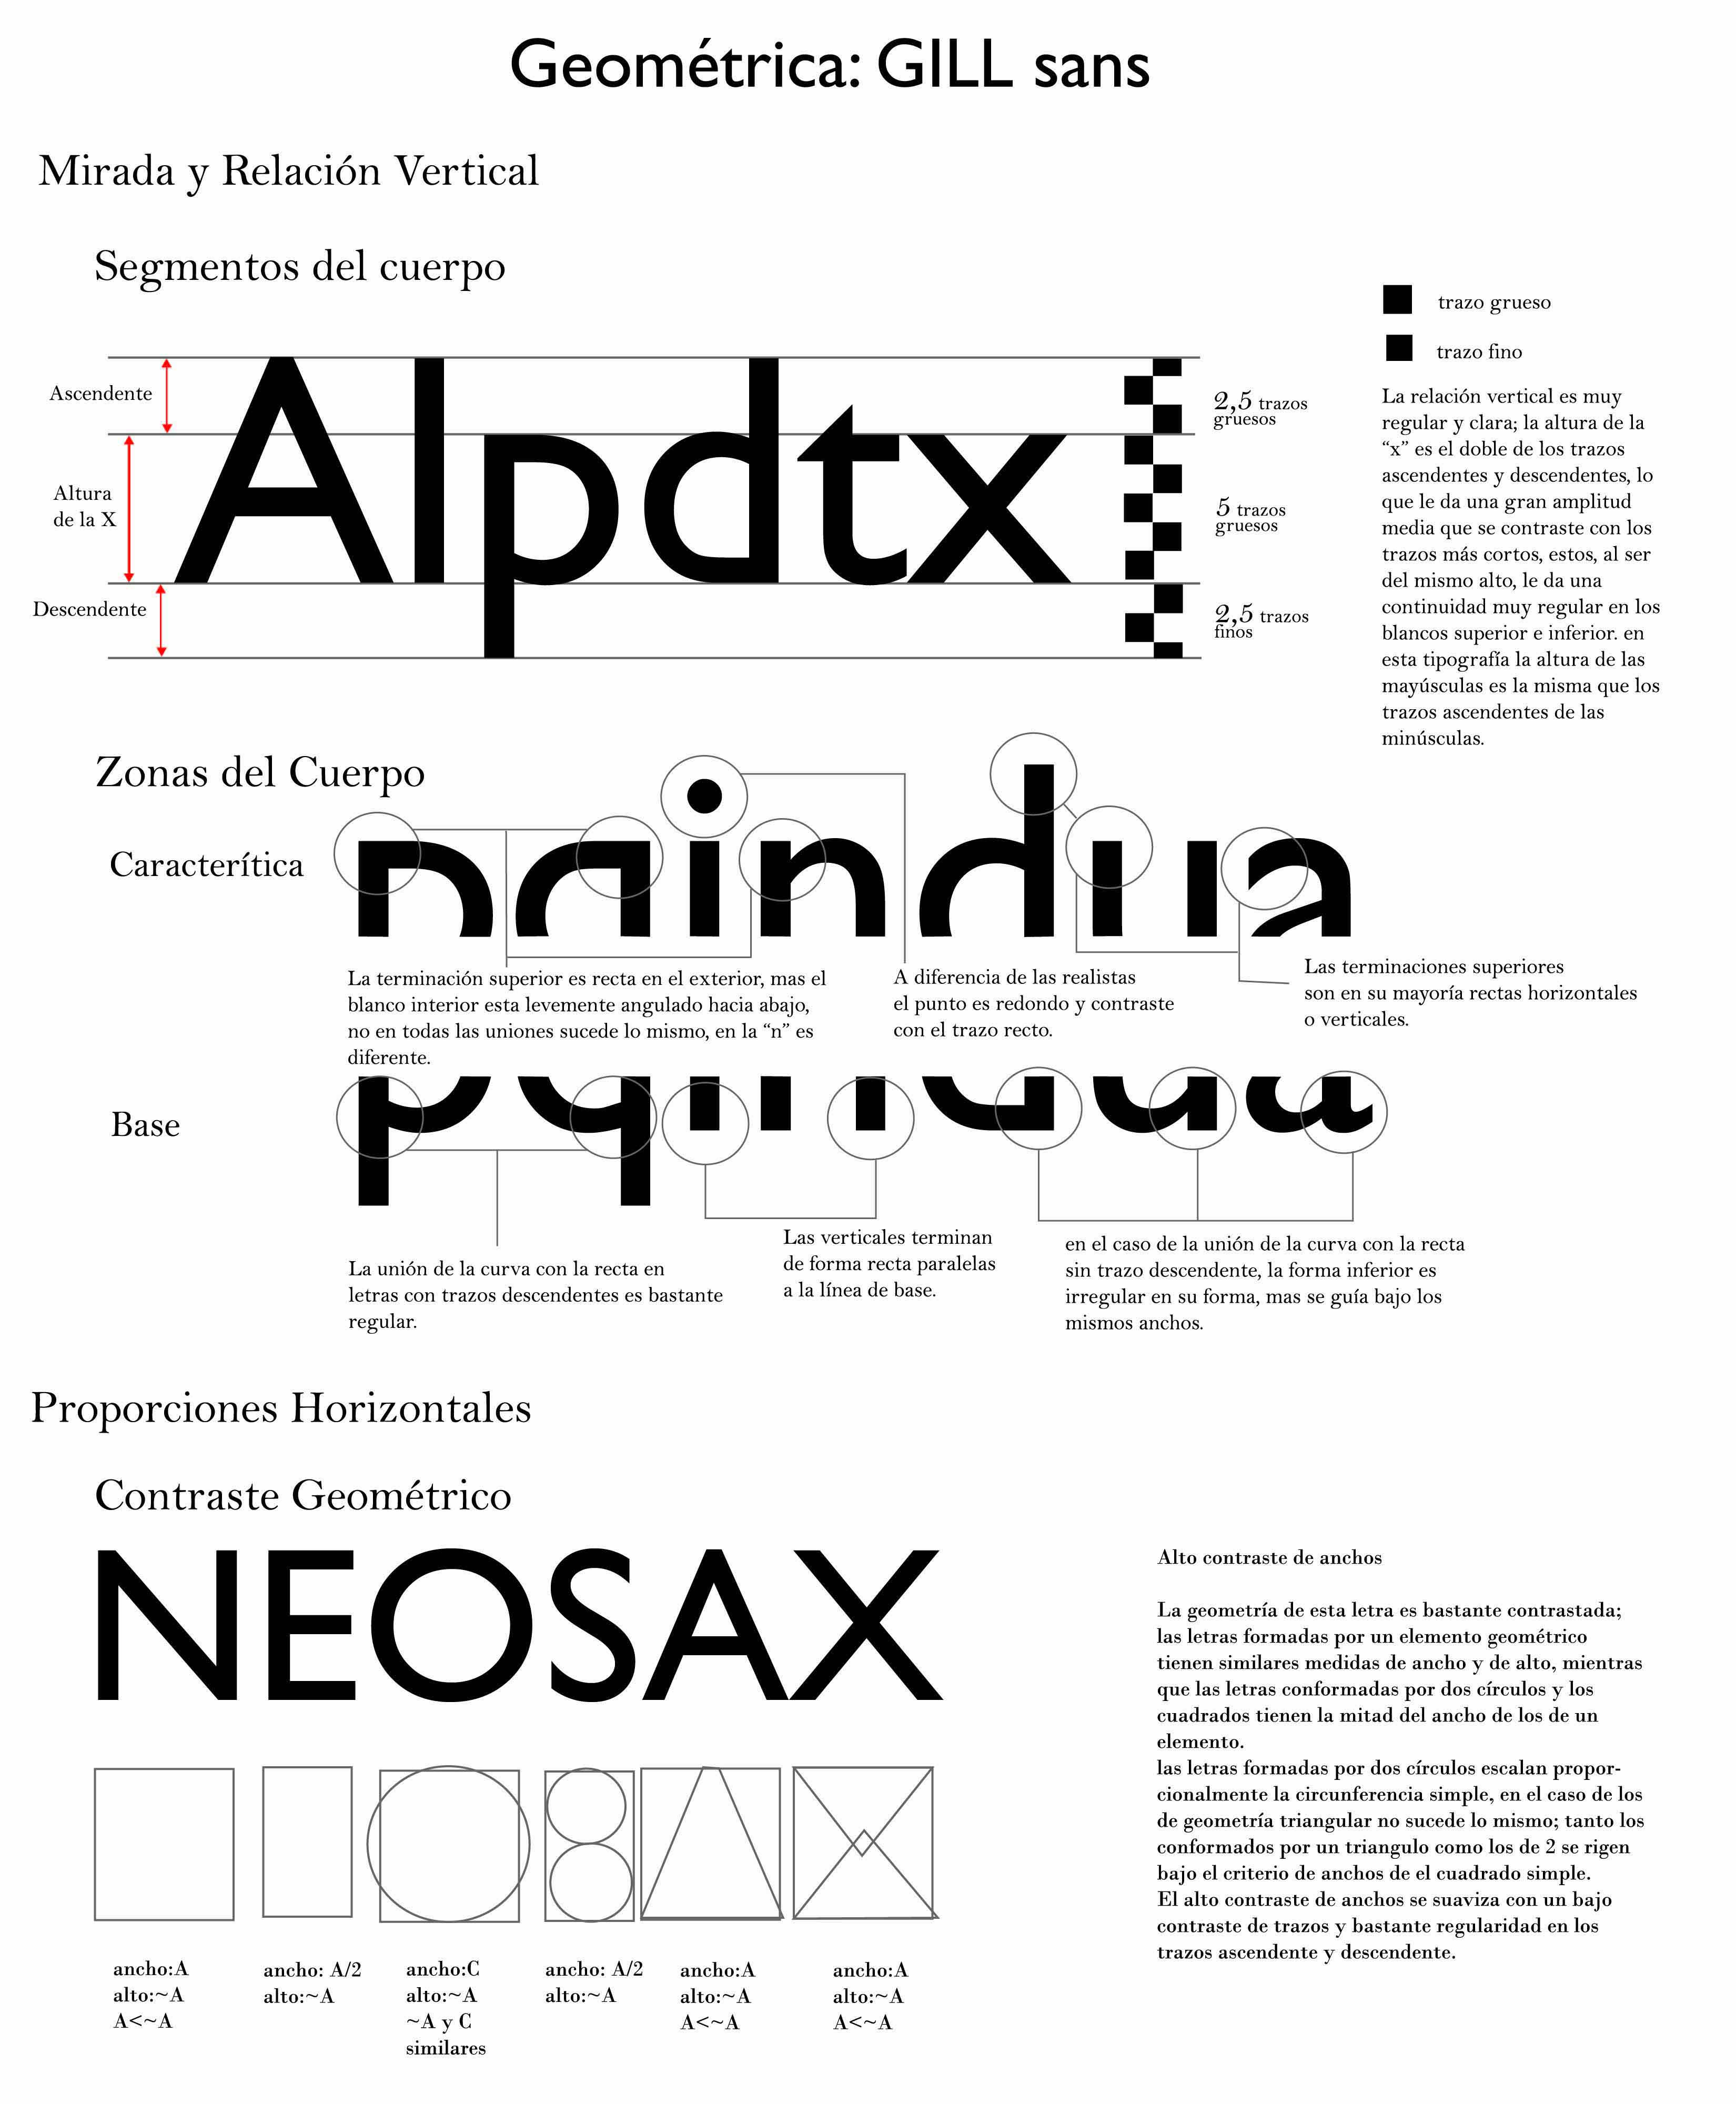 Geométrica: GILL sans
Mirada y Relación Vertical
Segmentos del cuerpo
trazo grueso
trazo fino
Ascendente
Altura
de la X
Descendente
Alpdtx
2,5 trazos
gruesos
5 trazos
gruesos
2,5 trazos
finos
La relación vertical es muy
regular y clara; la altura de la
“x” es el doble de los trazos
ascendentes y descendentes, lo
que le da una gran amplitud
media que se contraste con los
trazos más cortos, estos, al ser
del mismo alto, le da una
continuidad muy regular en los
blancos superior e inferior. en
esta tipografía la altura de las
mayúsculas es la misma que los
trazos ascendentes de las
minúsculas.
Zonas del Cuerpo
Caracterítica
pqindua
La terminación superior es recta en el exterior, mas el
blanco interior esta levemente angulado hacia abajo,
no en todas las uniones sucede lo mismo, en la “n” es
diferente.
A diferencia de las realistas
el punto es redondo y contraste
con el trazo recto.
Las terminaciones superiores
son en su mayoría rectas horizontales
o verticales.
Base
pqindua
La unión de la curva con la recta en
letras con trazos descendentes es bastante
regular.
Las verticales terminan
de forma recta paralelas
a la línea de base.
en el caso de la unión de la curva con la recta
sin trazo descendente, la forma inferior es
irregular en su forma, mas se guía bajo los
mismos anchos.
Proporciones Horizontales
Contraste Geométrico
NEOSAX
ancho:A
alto:~A
A<~A
ancho: A/2
alto:~A
ancho:C
alto:~A
~A y C
similares
ancho: A/2
alto:~A
ancho:A
alto:~A
A<~A
ancho:A
alto:~A
A<~A
Alto contraste de anchos
La geometría de esta letra es bastante contrastada;
las letras formadas por un elemento geométrico
tienen similares medidas de ancho y de alto, mientras
que las letras conformadas por dos círculos y los
cuadrados tienen la mitad del ancho de los de un
elemento.
las letras formadas por dos círculos escalan propor-
cionalmente la circunferencia simple, en el caso de los
de geometría triangular no sucede lo mismo; tanto los
conformados por un triangulo como los de 2 se rigen
bajo el criterio de anchos de el cuadrado simple.
El alto contraste de anchos se suaviza con un bajo
contraste de trazos y bastante regularidad en los
trazos ascendente y descendente.